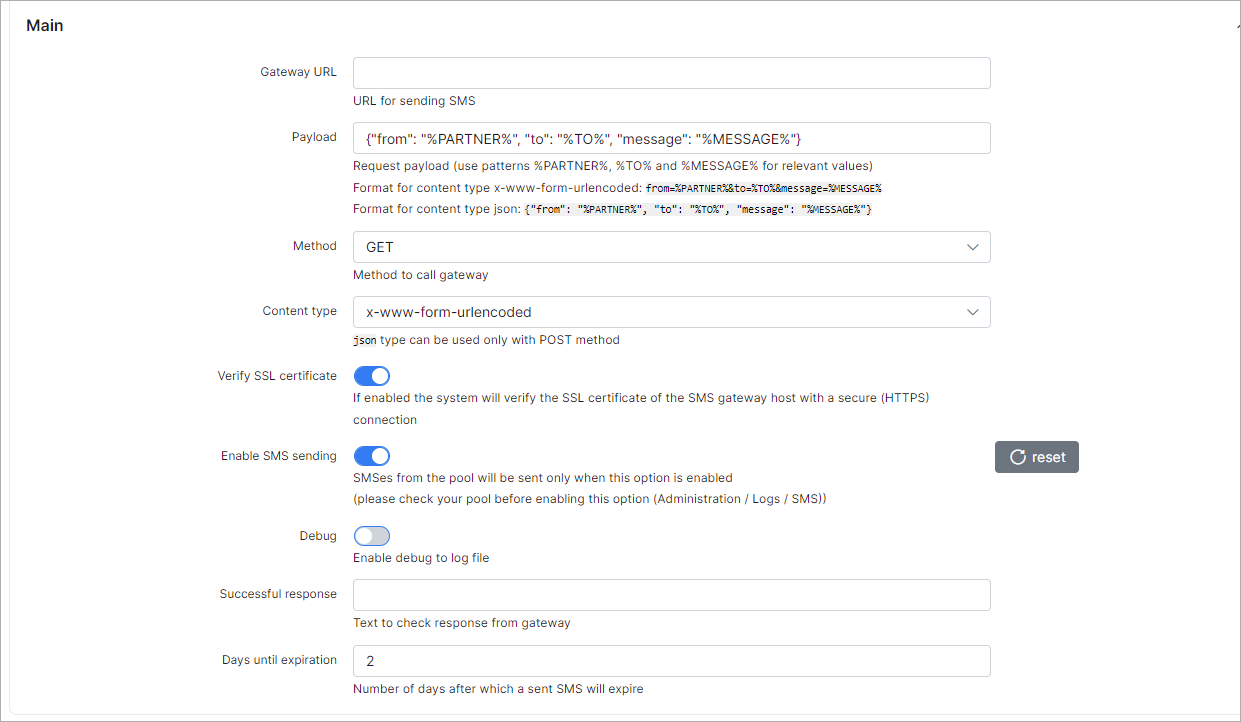 Main
Gateway URL
URL for sending SMS
Payload
{"from": "%PARTNER%", "to": "%TO%", "message": "%MESSAGE%"}
Request payload (use patterns %PARTNER%, %TO% and %MESSAGE% for relevant values)
Format for content type x-www-form-urlencoded: from=%PARTNER%&to=%TO%&message=%MESSAGE%
Format for content type json: {"from": "%PARTNER%", "to": "%TO%", "message": "%MESSAGE%"}
Method
GET
Method to call gateway
Content type
x-www-form-urlencoded
json type can be used only with POST method
Verify SSL certificate
If enabled the system will verify the SSL certificate of the SMS gateway host with a secure (HTTPS)
connection
Enable SMS sending
reset
SMSes from the pool will be sent only when this option is enabled
(please check your pool before enabling this option (Administration / Logs / SMS))
Debug
Enable debug to log file
Successful response
Text to check response from gateway
Days until expiration
2
Number of days after which a sent SMS will expire